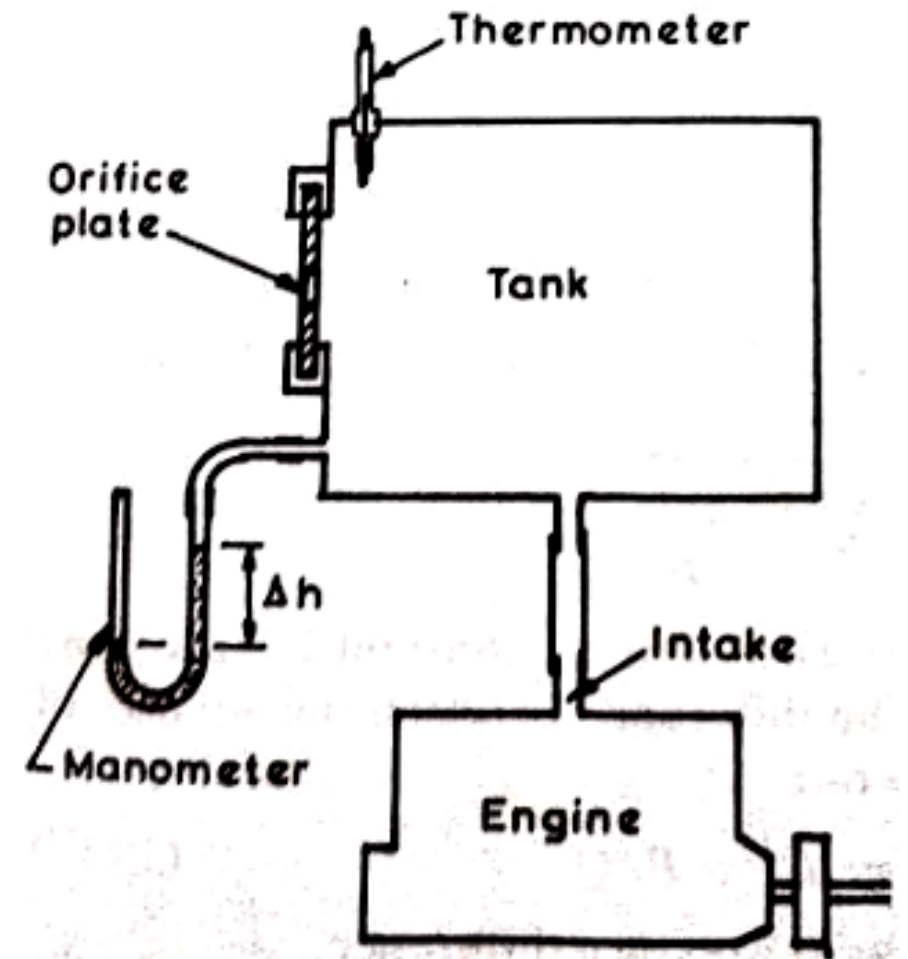 Thermometer
Orifice
plate
Tank
Δh
Intake
Manometer
Engine